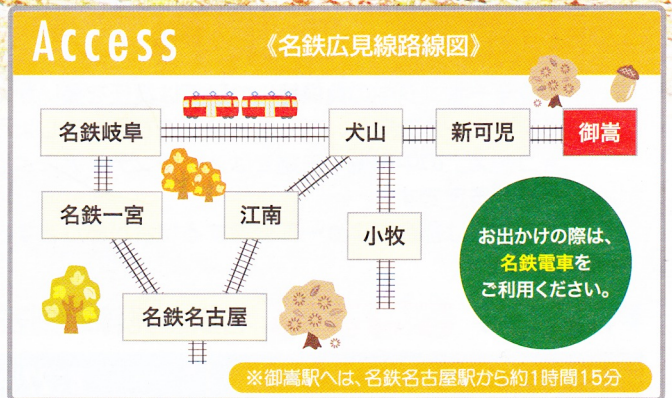 Access
《名鉄広見線路線図》
名鉄岐阜
犬山
新可児
御嵩
名鉄一宮
江南
小牧
名鉄名古屋
お出かけの際は、
名鉄電車を
ご利用ください。
※御嵩駅へは、名鉄名古屋駅から約1時間15分